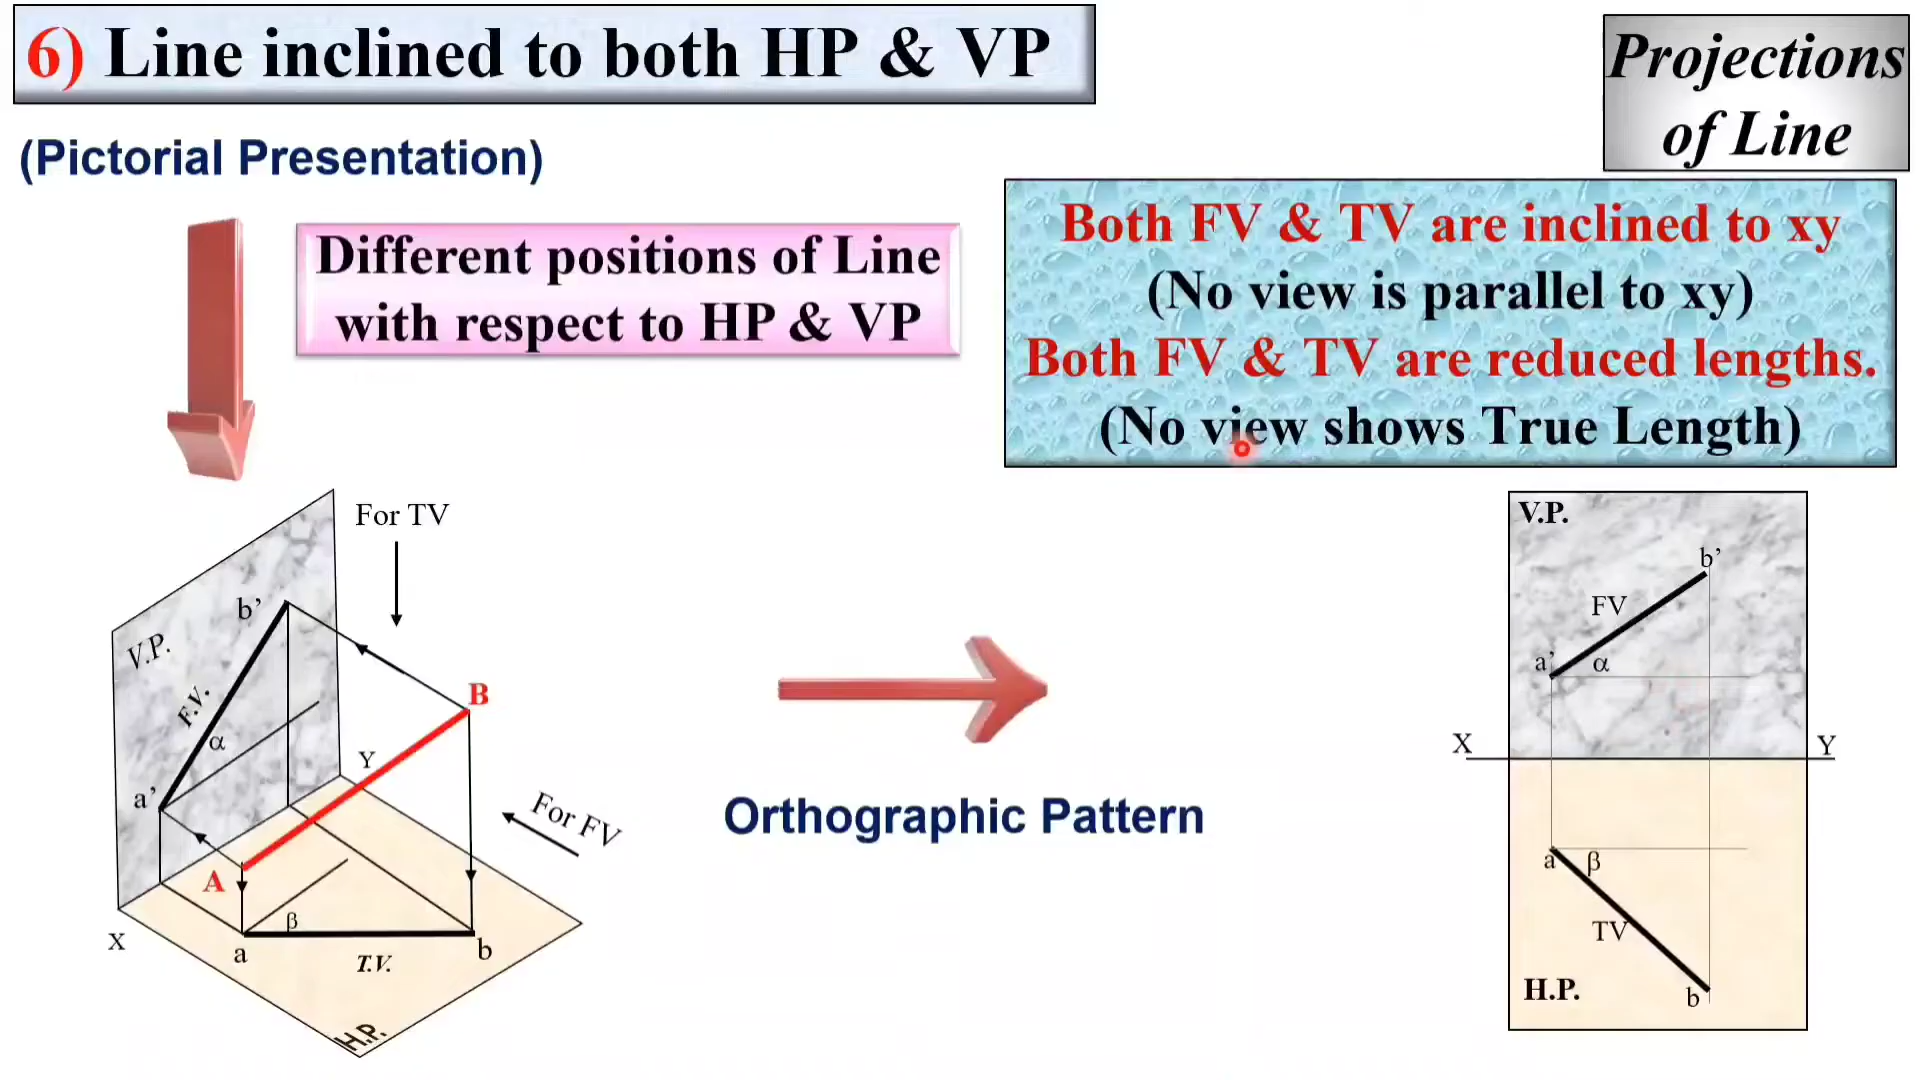 6) Line inclined to both HP & VP
Projections
of Line
(Pictorial Presentation)
Different positions of Line
with respect to HP & VP
Both FV & TV are inclined to xy
(No view is parallel to xy)
Both FV & TV are reduced lengths.
(No view shows True Length)
For TV
b’
V.P.
F.V.
α
a’
B
Y
For FV
A
X
β
a
b
T.V.
H.P.
Orthographic Pattern
V.P.
b’
FV
a’
α
X
Y
a
β
TV
H.P.
b